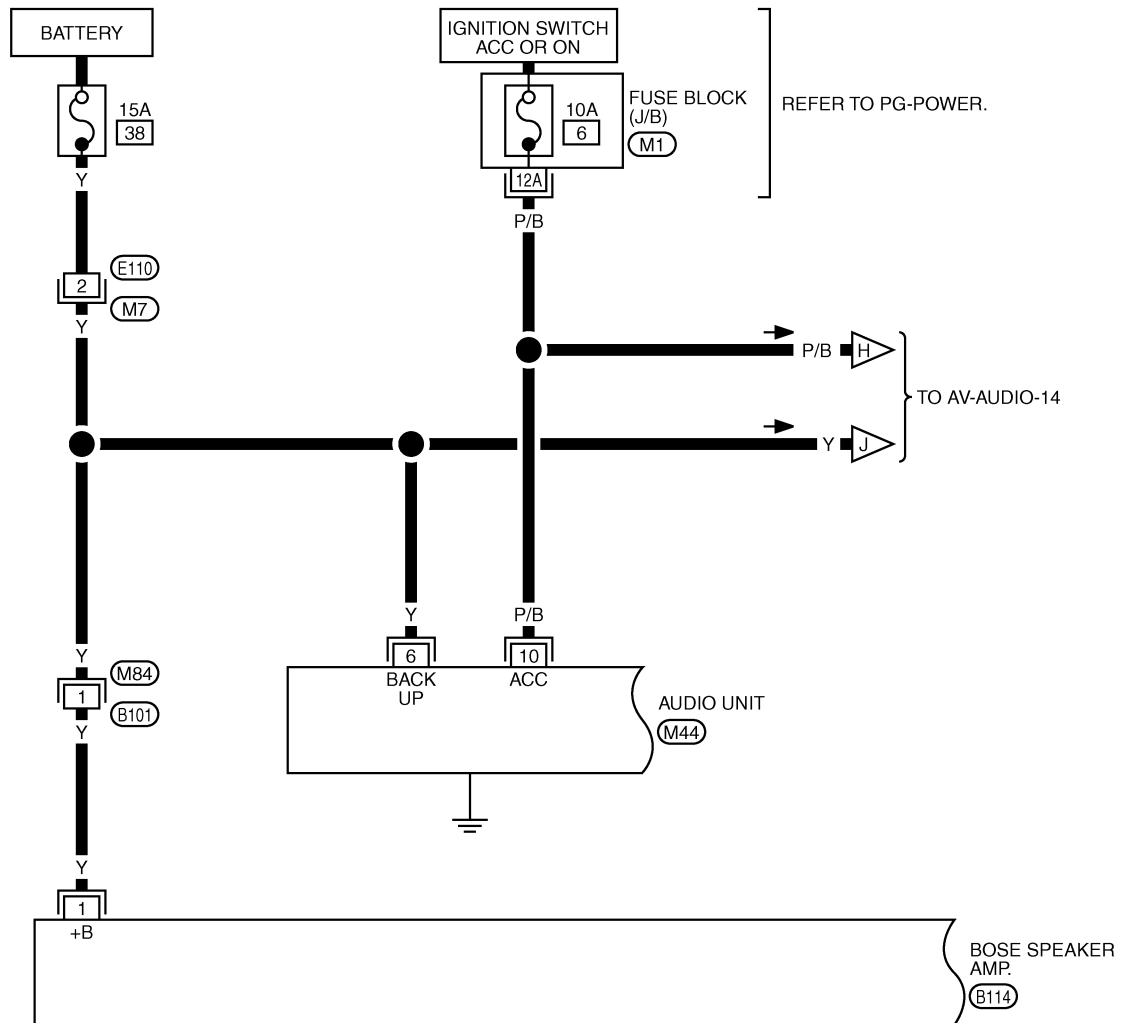 BATTERY
IGNITION SWITCH
ACC OR ON
15A
38
10A
6
FUSE BLOCK
(J/B)
M1
REFER TO PG-POWER.
12A
Y
P/B
2
E110
M7
Y
P/B
H
TO AV-AUDIO-14
Y
J
Y
P/B
6
10
BACK
UP
ACC
AUDIO UNIT
M44
Y
1
M84
B101
Y
Y
1
+B
BOSE SPEAKER
AMP.
B114